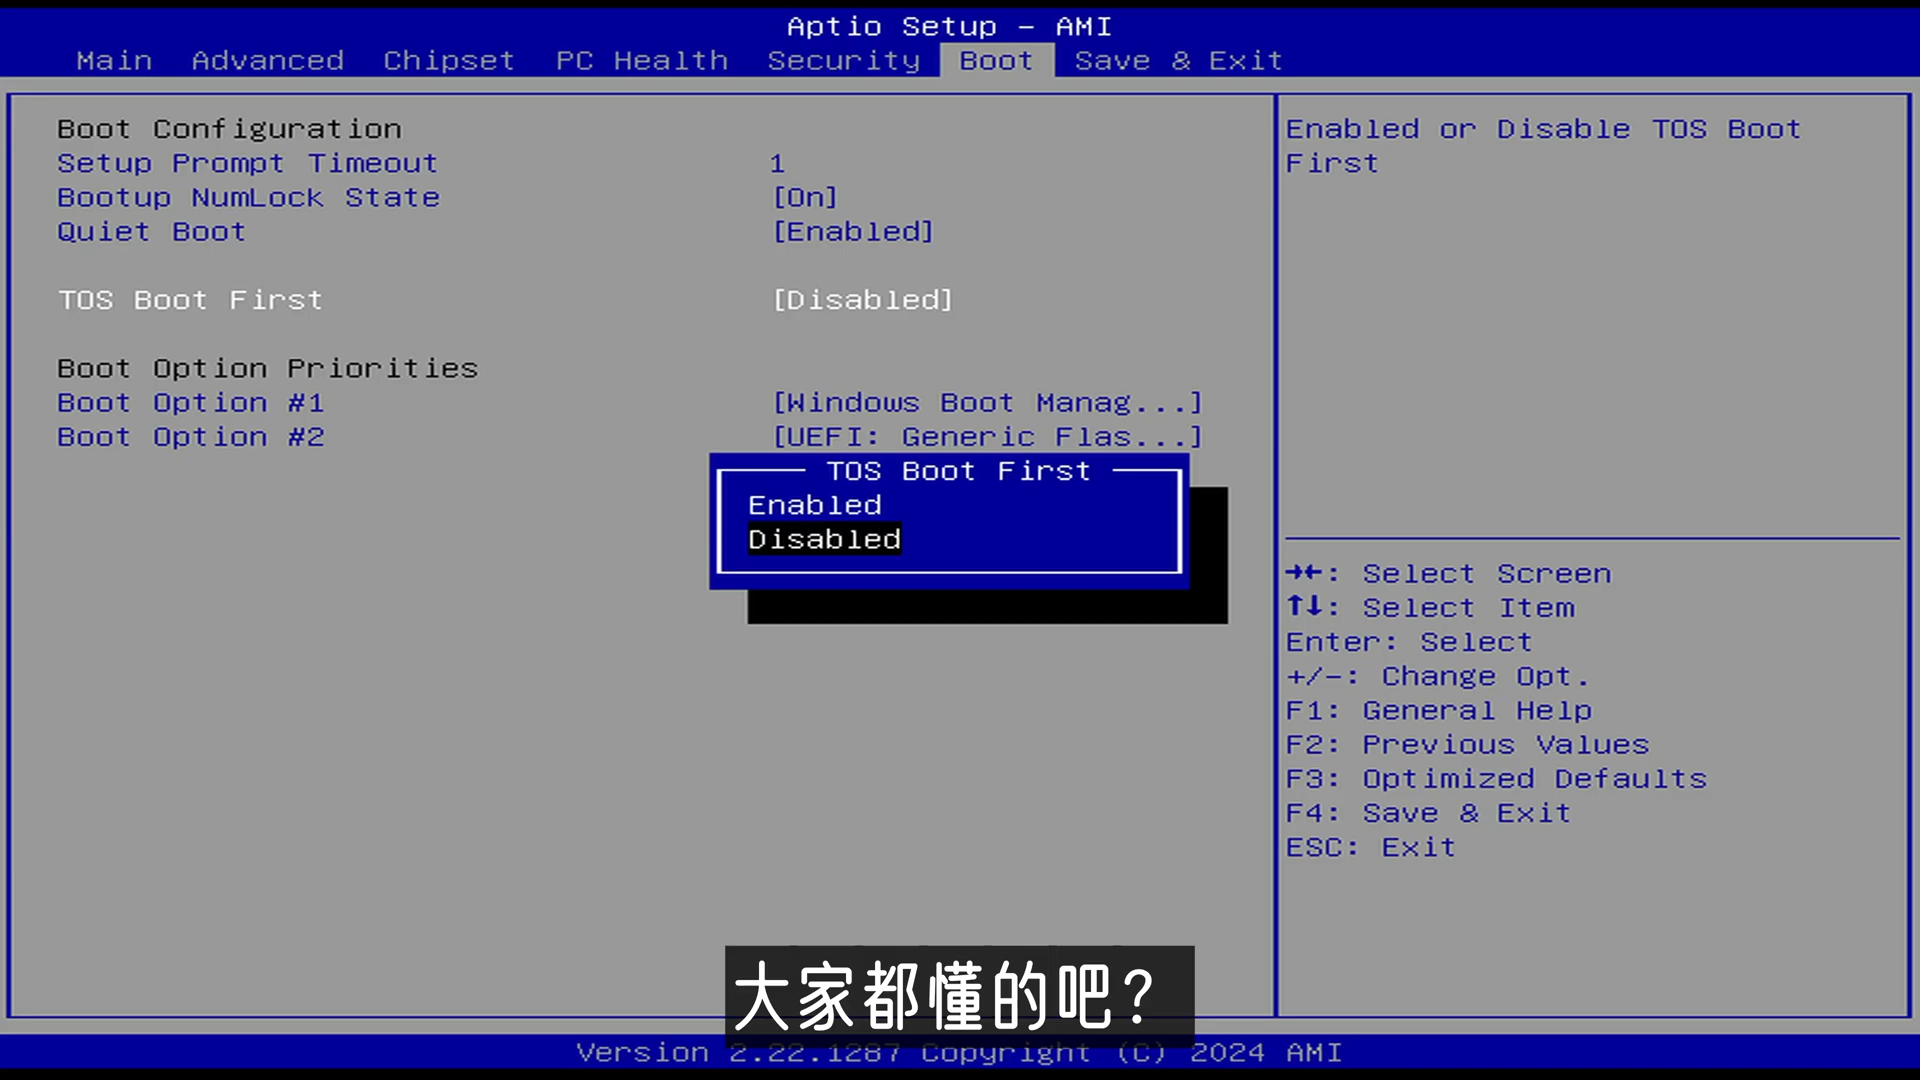 Aptio Setup - AMI
Main Advanced Chipset PC Health Security Boot Save & Exit
Boot Configuration
Setup Prompt Timeout 1
Bootup NumLock State [On]
Quiet Boot [Enabled]
TOS Boot First [Disabled]
Boot Option Priorities
Boot Option #1 [Windows Boot Manag...]
Boot Option #2 [UEFI: Generic Flas...]
TOS Boot First
Enabled
Disabled
Enabled or Disable TOS Boot
First
→←: Select Screen
↑↓: Select Item
Enter: Select
+/-: Change Opt.
F1: General Help
F2: Previous Values
F3: Optimized Defaults
F4: Save & Exit
ESC: Exit
大家都懂的吧?
Version 2.22.1287 Copyright (C) 2024 AMI